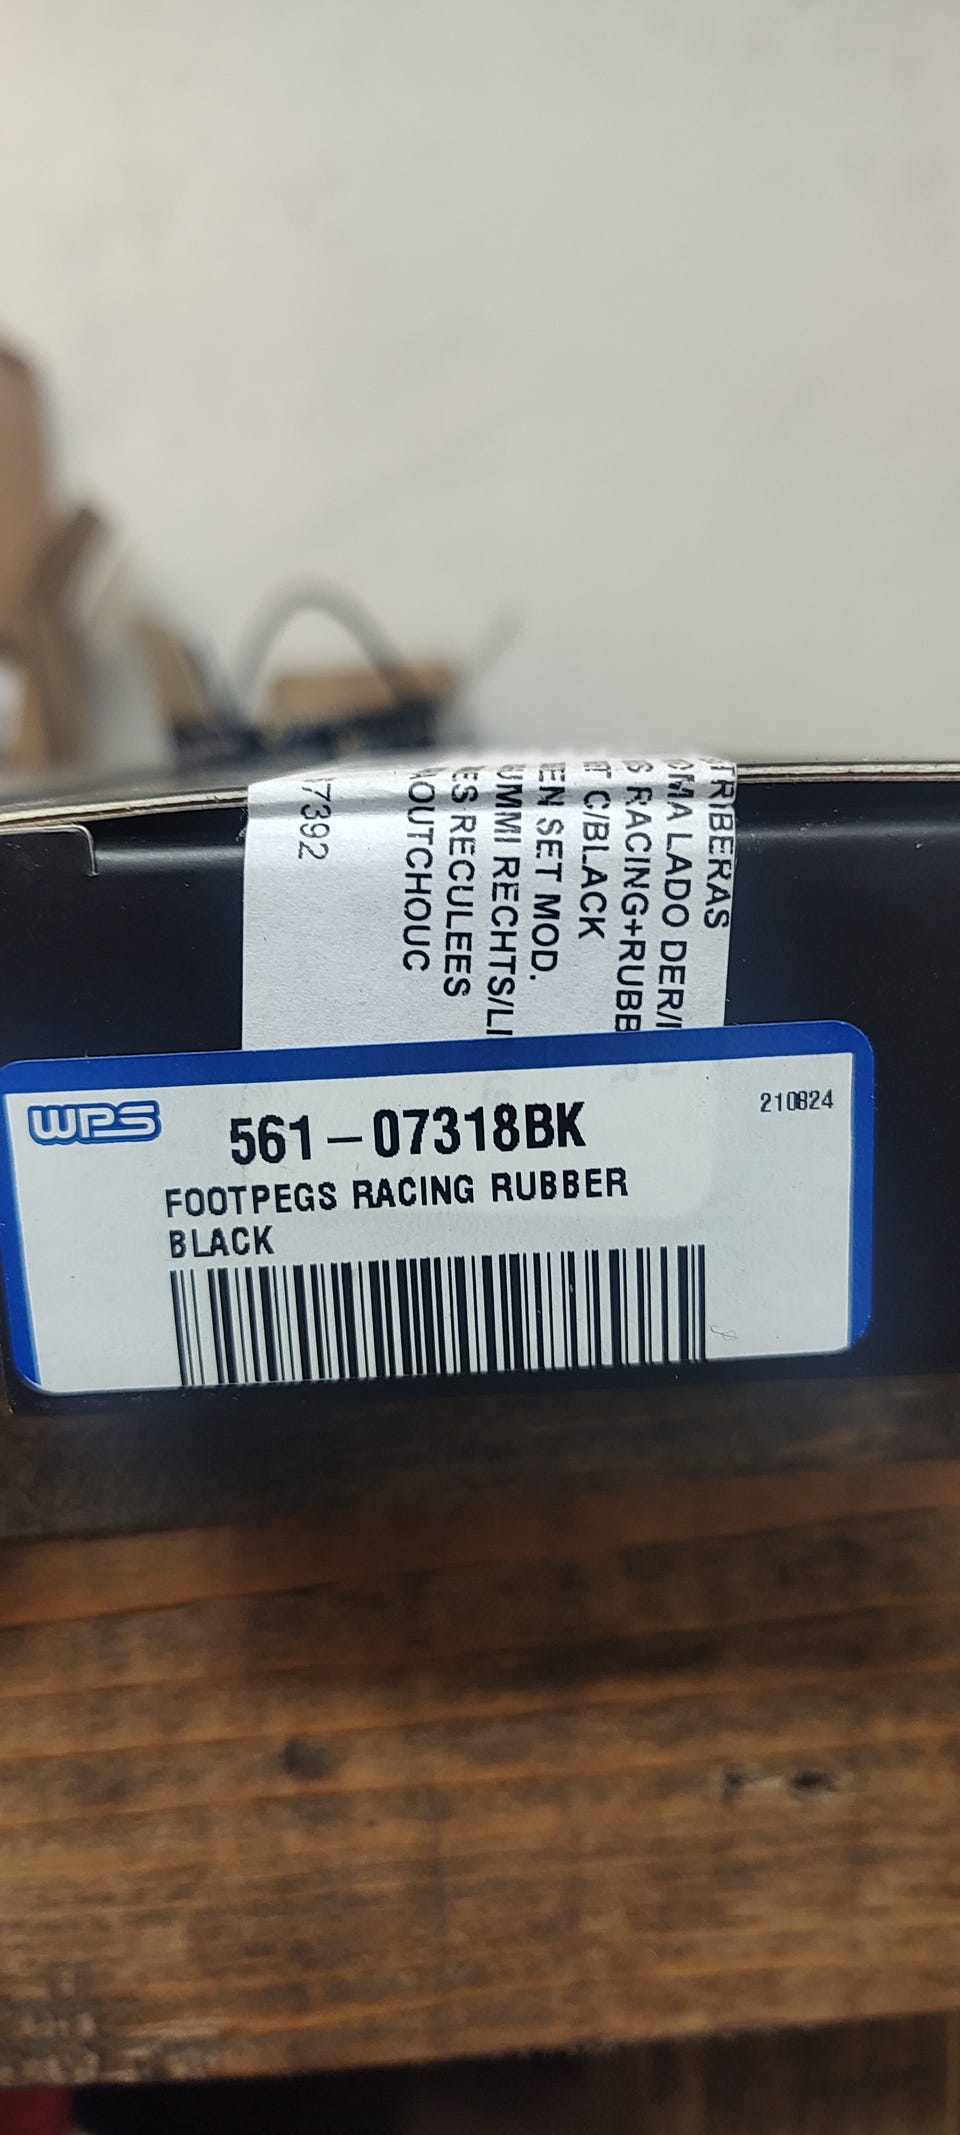 TRIBERAS
OMA LADO DER/I
S RACING+RUBB
T C/BLACK
EN SET MOD.
UMMI RECHTS/LI
ES RECULEES
AOUTCHOUC
7392
WPS
561-07318BK
210824
FOOTPEGS RACING RUBBER
BLACK